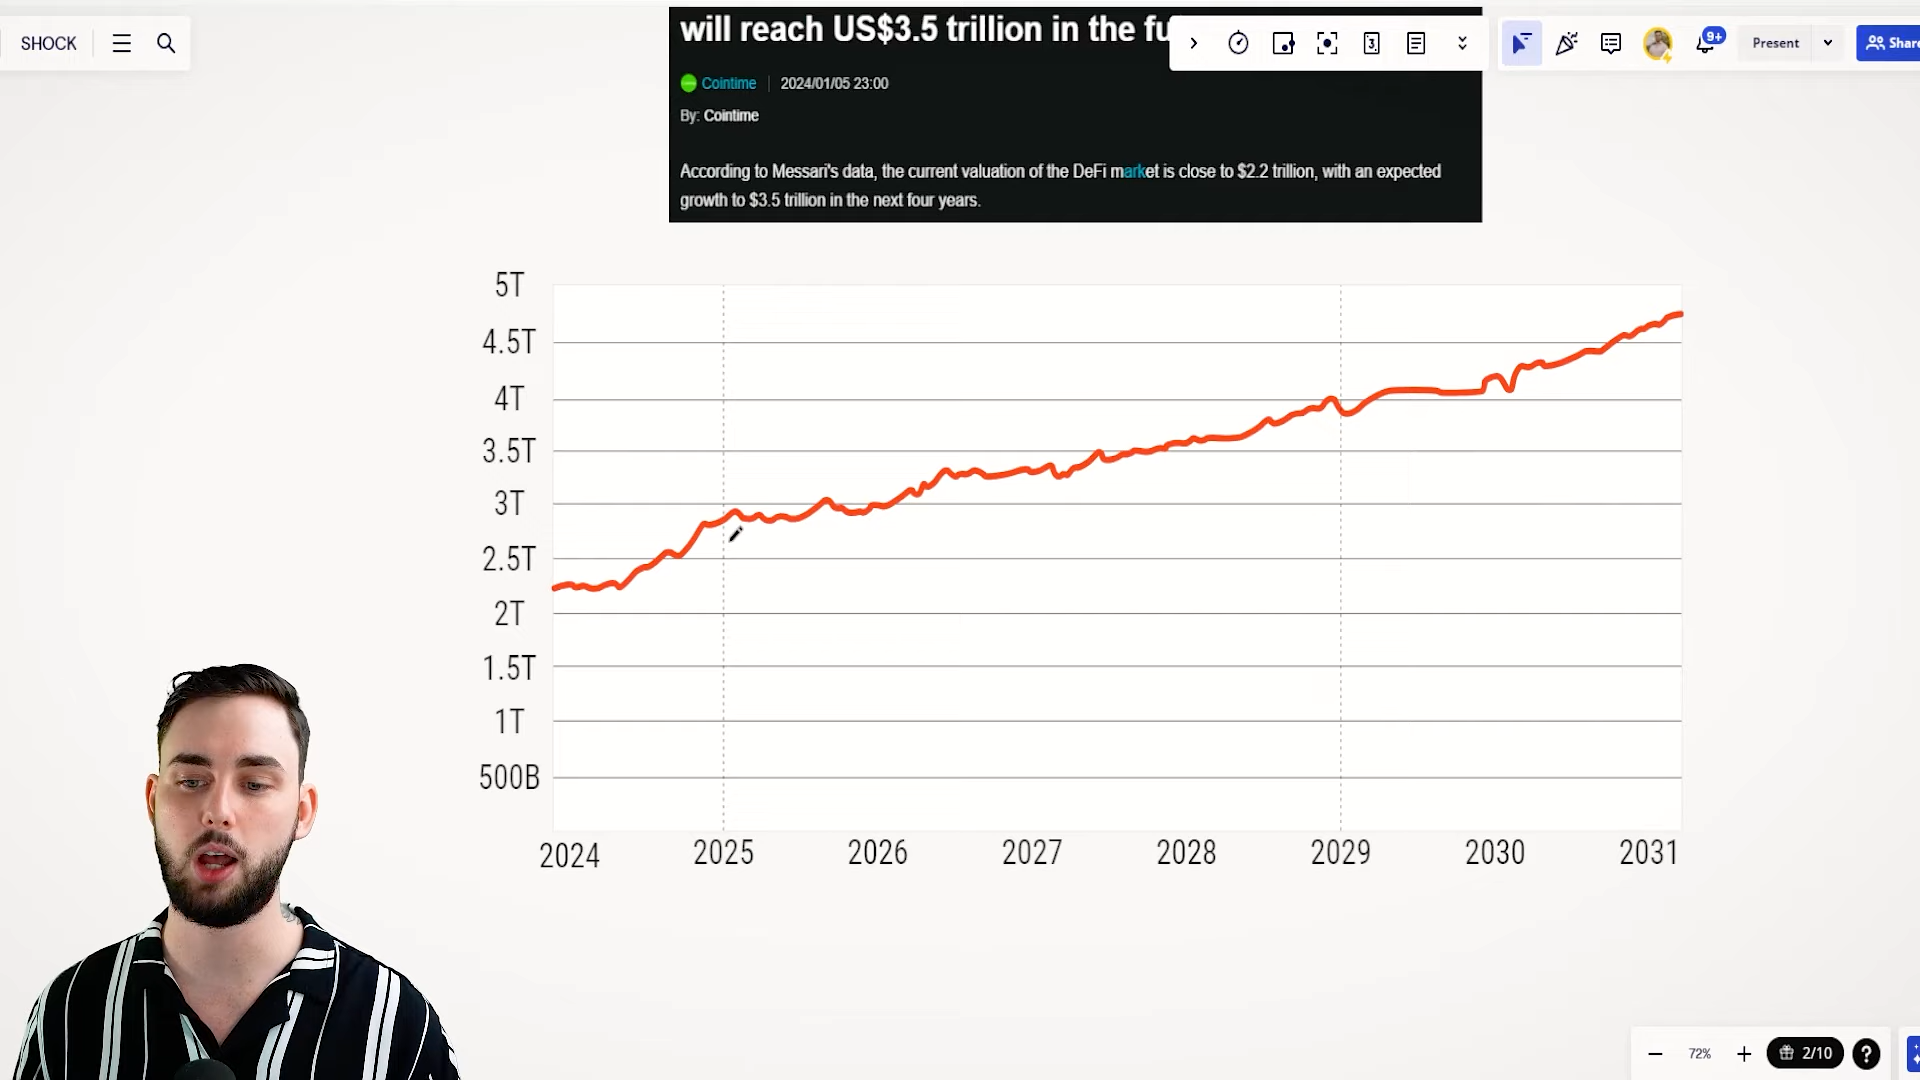 SHOCK
will reach US$3.5 trillion in the fu
Cointime 2024/01/05 23:00
By: Cointime
According to Messari's data, the current valuation of the DeFi market is close to $2.2 trillion, with an expected
growth to $3.5 trillion in the next four years.
3
9+
Present
Share
5T
4.5T
4T
3.5T
3T
2.5T
2T
1.5T
1T
500B
2024 2025 2026 2027 2028 2029 2030 2031
72%
2/10
?